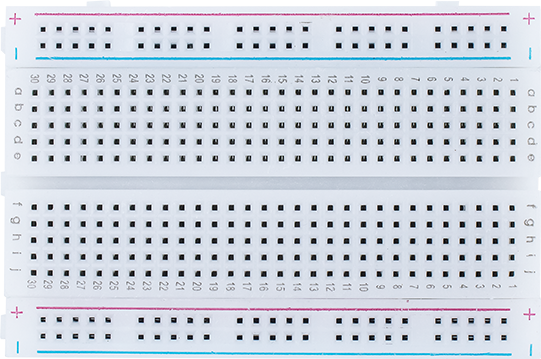 + +
− −
30 29 28 27 26 25 24 23 22 21 20 19 18 17 16 15 14 13 12 11 10 9 8 7 6 5 4 3 2 1
a a
b b
c c
d d
e e
f f
g g
h h
i i
j j
30 29 28 27 26 25 24 23 22 21 20 19 18 17 16 15 14 13 12 11 10 9 8 7 6 5 4 3 2 1
+ +
− −